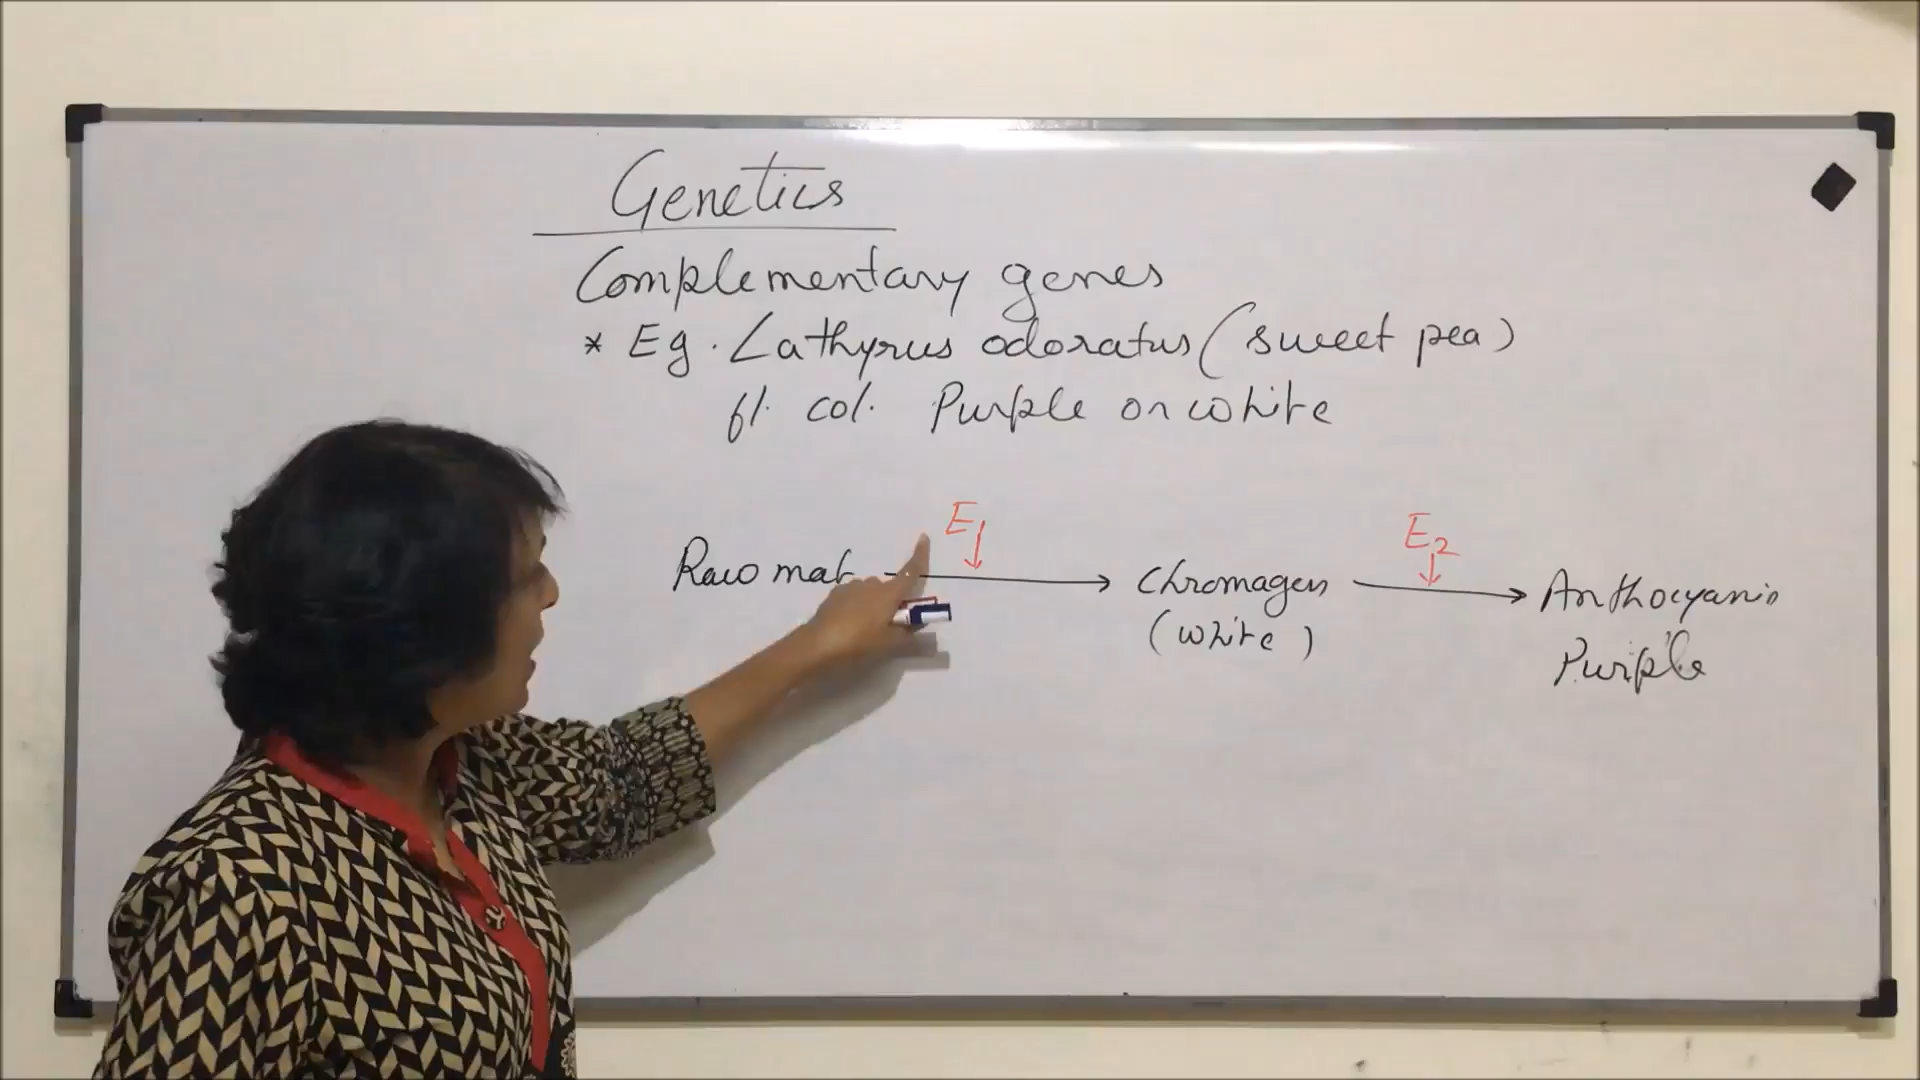 Genetics
Complementary genes
* Eg. Lathyrus odoratus (sweet pea)
fl. col. Purple or white
E1
E2
Raw mat
Chromagen
Anthocyanin
(white)
Purple